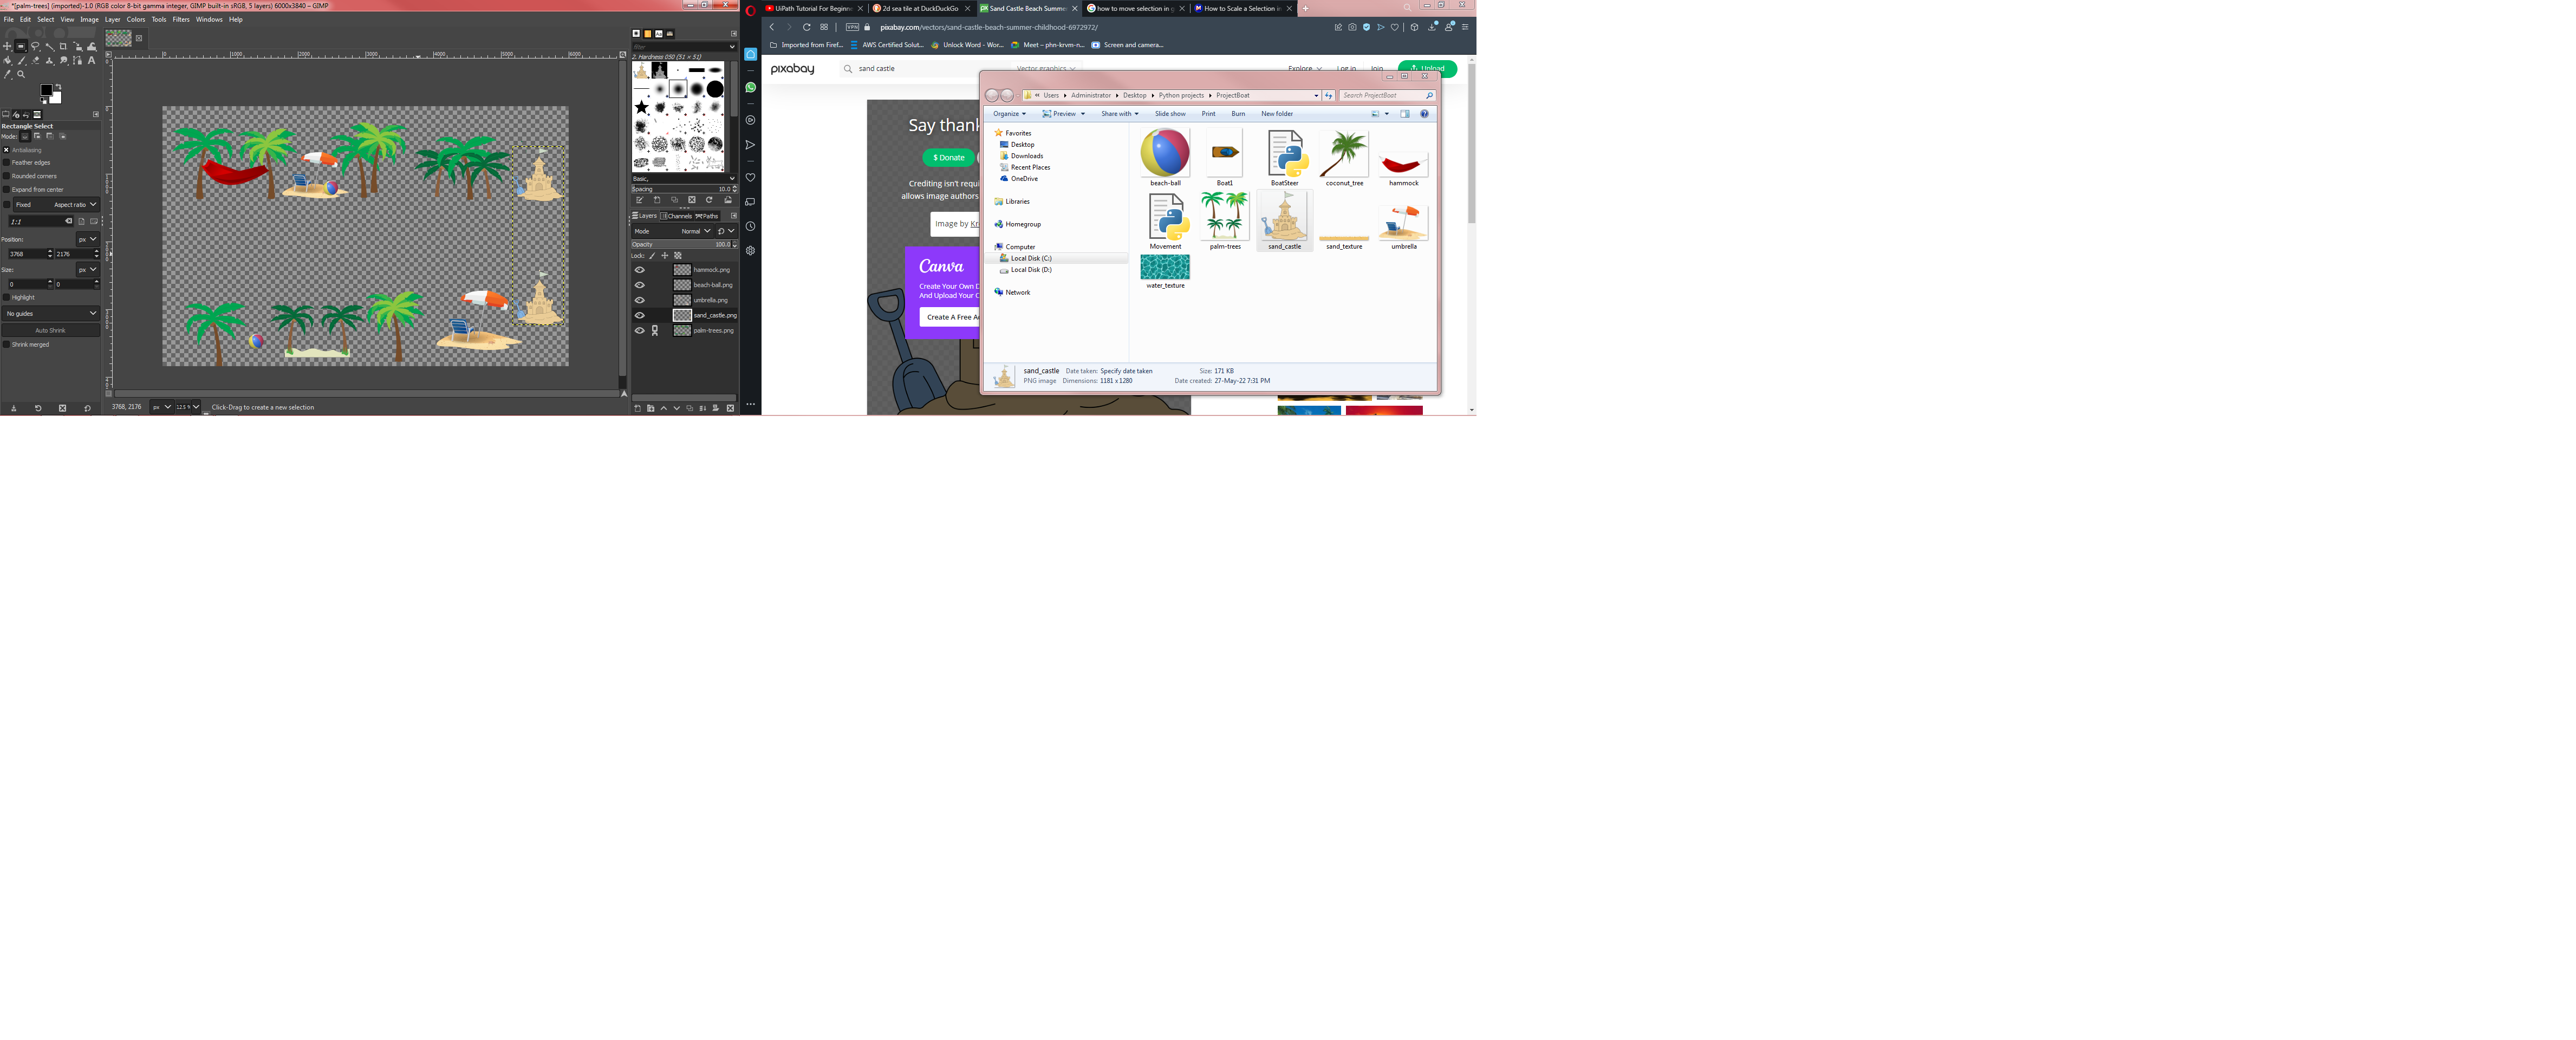 *[palm-trees] (imported)-1.0 (RGB color 8-bit gamma integer, GIMP built-in sRGB, 5 layers) 6000x3840 – GIMP
File Edit Select View Image Layer Colors Tools Filters Windows Help
Rectangle Select
Mode:
Antialiasing
Feather edges
Rounded corners
Expand from center
Fixed Aspect ratio
1:1
Position: px
3768 2176
Size: px
0 0
Highlight
No guides
Auto Shrink
Shrink merged
3768, 2176 px 12.5 % Click-Drag to create a new selection
filter
2. Hardness 050 (51 × 51)
Basic,
Spacing 10.0
Layers Channels Paths
Mode Normal
Opacity 100.0
Lock:
hammock.png
beach-ball.png
umbrella.png
sand_castle.png
palm-trees.png
UiPath Tutorial For Beginne
2d sea tile at DuckDuckGo
Sand Castle Beach Summe
how to move selection in g
How to Scale a Selection in
VPN pixabay.com/vectors/sand-castle-beach-summer-childhood-6972972/
Imported from Firef... AWS Certified Solut... Unlock Word - Wor... Meet – phn-krvm-n... Screen and camera...
pixabay sand castle Vector graphics Explore Log in Join Upload
Say thank
$ Donate
Crediting isn't requi
allows image authors
Image by Kr
Canva
Create Your Own D
And Upload Your C
Create A Free A
Users Administrator Desktop Python projects ProjectBoat Search ProjectBoat
Organize Preview Share with Slide show Print Burn New folder
Favorites
Desktop
Downloads
Recent Places
OneDrive
Libraries
Homegroup
Computer
Local Disk (C:)
Local Disk (D:)
Network
beach-ball Boat1 BoatSteer coconut_tree hammock
Movement palm-trees sand_castle sand_texture umbrella
water_texture
sand_castle Date taken: Specify date taken Size: 171 KB
PNG image Dimensions: 1181 x 1280 Date created: 27-May-22 7:31 PM